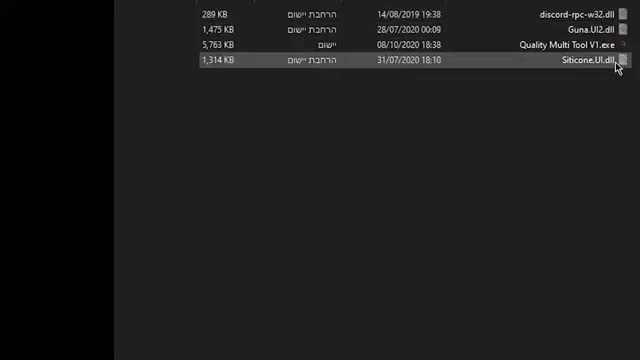 discord-rpc-w32.dll 14/08/2019 19:38 הרחבת יישום 289 KB
Guna.UI2.dll 28/07/2020 00:09 הרחבת יישום 1,475 KB
Quality Multi Tool V1.exe 08/10/2020 18:38 יישום 5,763 KB
Siticone.UI.dll 31/07/2020 18:10 הרחבת יישום 1,314 KB